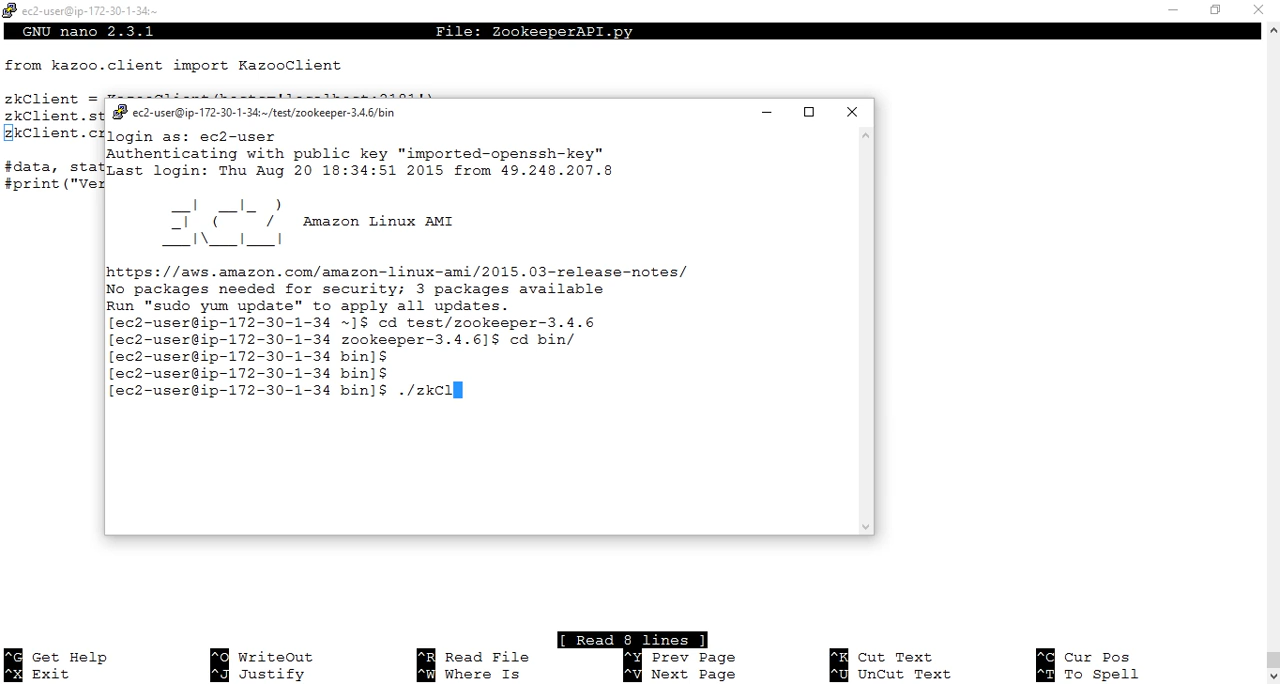 ec2-user@ip-172-30-1-34:~
GNU nano 2.3.1 File: ZookeeperAPI.py
from kazoo.client import KazooClient
zkClient = KazooClient(hosts='localhost:2181')
zkClient.st
zkClient.cr
#data, stat
#print("Ver
ec2-user@ip-172-30-1-34:~/test/zookeeper-3.4.6/bin
login as: ec2-user
Authenticating with public key "imported-openssh-key"
Last login: Thu Aug 20 18:34:51 2015 from 49.248.207.8
__| __|_ )
_| ( / Amazon Linux AMI
___|\___|___|
https://aws.amazon.com/amazon-linux-ami/2015.03-release-notes/
No packages needed for security; 3 packages available
Run "sudo yum update" to apply all updates.
[ec2-user@ip-172-30-1-34 ~]$ cd test/zookeeper-3.4.6
[ec2-user@ip-172-30-1-34 zookeeper-3.4.6]$ cd bin/
[ec2-user@ip-172-30-1-34 bin]$
[ec2-user@ip-172-30-1-34 bin]$
[ec2-user@ip-172-30-1-34 bin]$ ./zkCl
[ Read 8 lines ]
^G Get Help ^O WriteOut ^R Read File ^Y Prev Page ^K Cut Text ^C Cur Pos
^X Exit ^J Justify ^W Where Is ^V Next Page ^U UnCut Text ^T To Spell